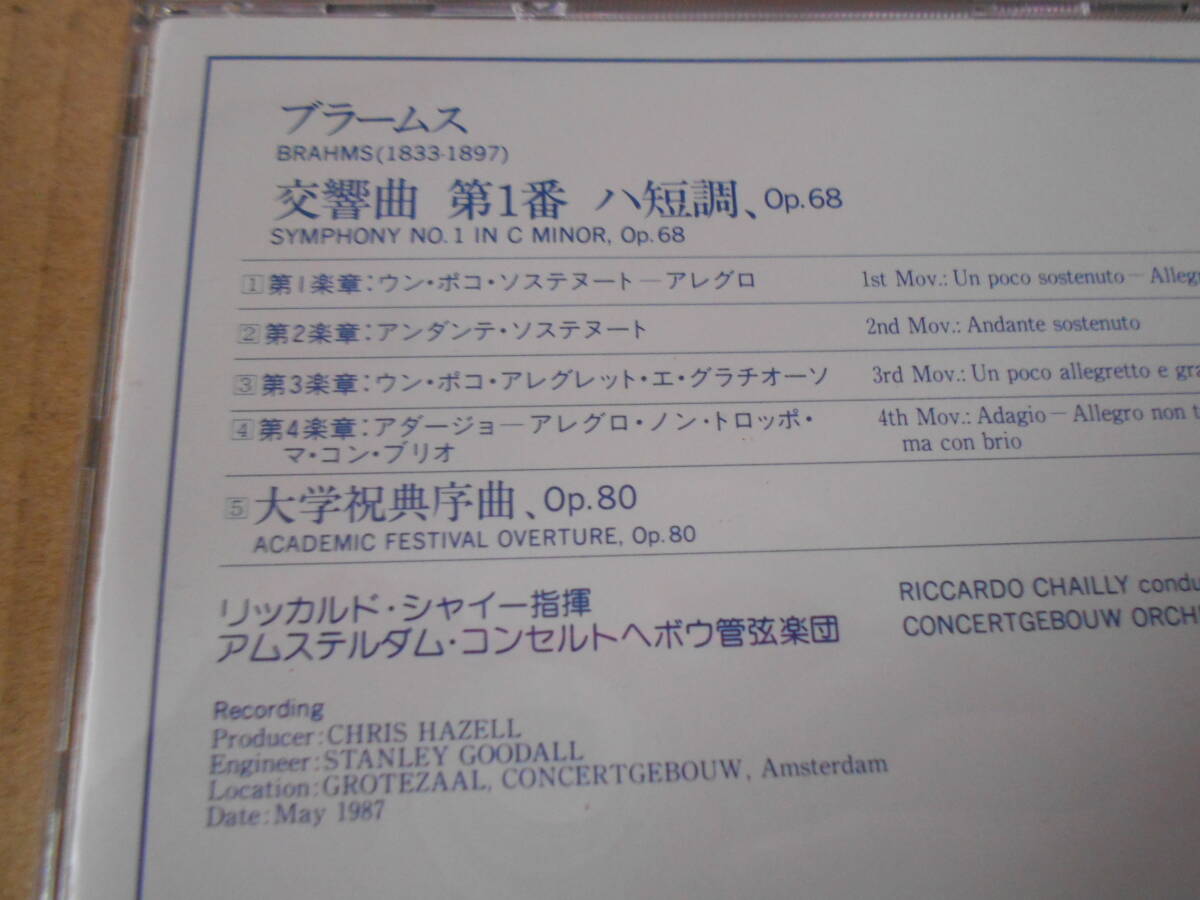 ブラームス
BRAHMS(1833-1897)
交響曲 第1番 ハ短調、Op.68
SYMPHONY NO.1 IN C MINOR, Op.68
1 第1楽章:ウン・ポコ・ソステヌート―アレグロ 1st Mov.: Un poco sostenuto—Allegr
2 第2楽章:アンダンテ・ソステヌート 2nd Mov.: Andante sostenuto
3 第3楽章:ウン・ポコ・アレグレット・エ・グラチオーソ 3rd Mov.: Un poco allegretto e gra
4 第4楽章:アダージョ―アレグロ・ノン・トロッポ・ 4th Mov.: Adagio—Allegro non t
マ・コン・ブリオ ma con brio
5 大学祝典序曲、Op.80
ACADEMIC FESTIVAL OVERTURE, Op.80
リッカルド・シャイー指揮 RICCARDO CHAILLY condu
アムステルダム・コンセルトヘボウ管弦楽団 CONCERTGEBOUW ORCH
Recording
Producer:CHRIS HAZELL
Engineer:STANLEY GOODALL
Location:GROTEZAAL, CONCERTGEBOUW, Amsterdam
Date:May 1987